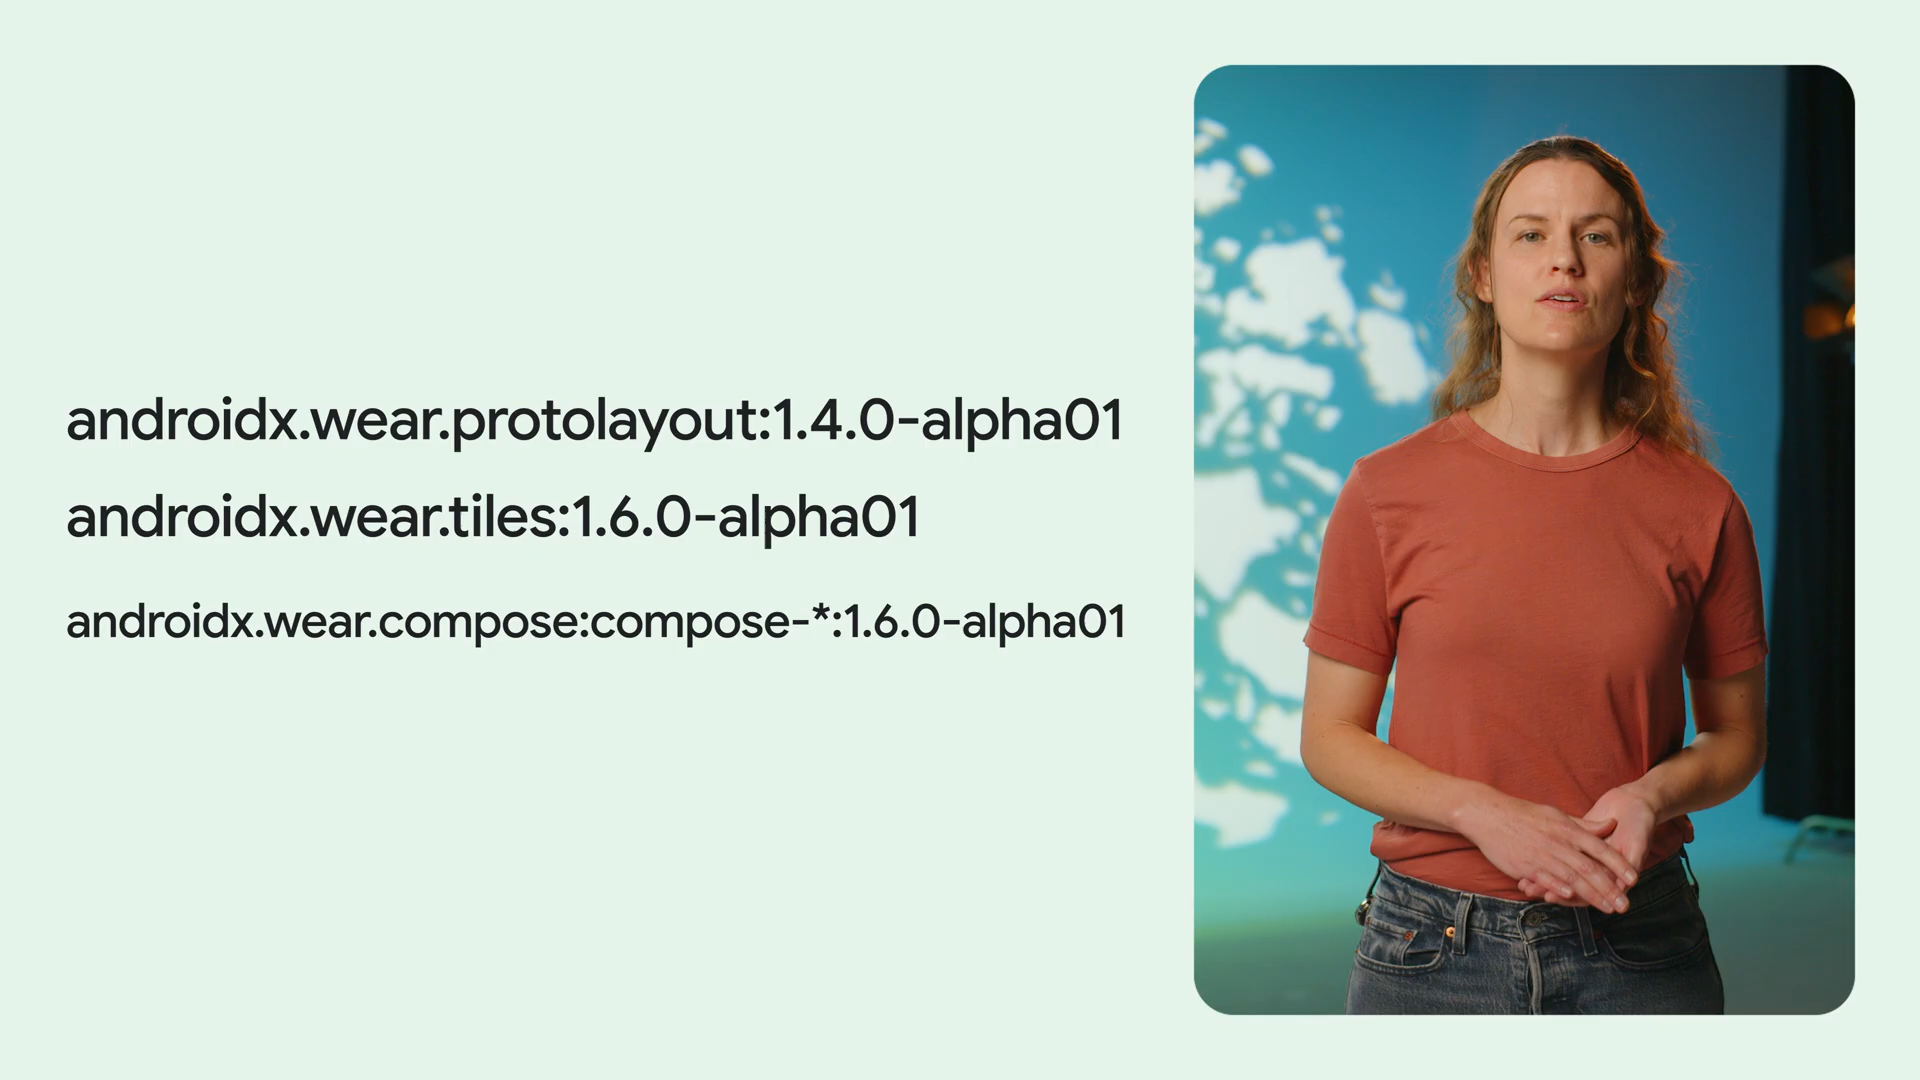 androidx.wear.protolayout:1.4.0-alpha01
androidx.wear.tiles:1.6.0-alpha01
androidx.wear.compose:compose-*:1.6.0-alpha01